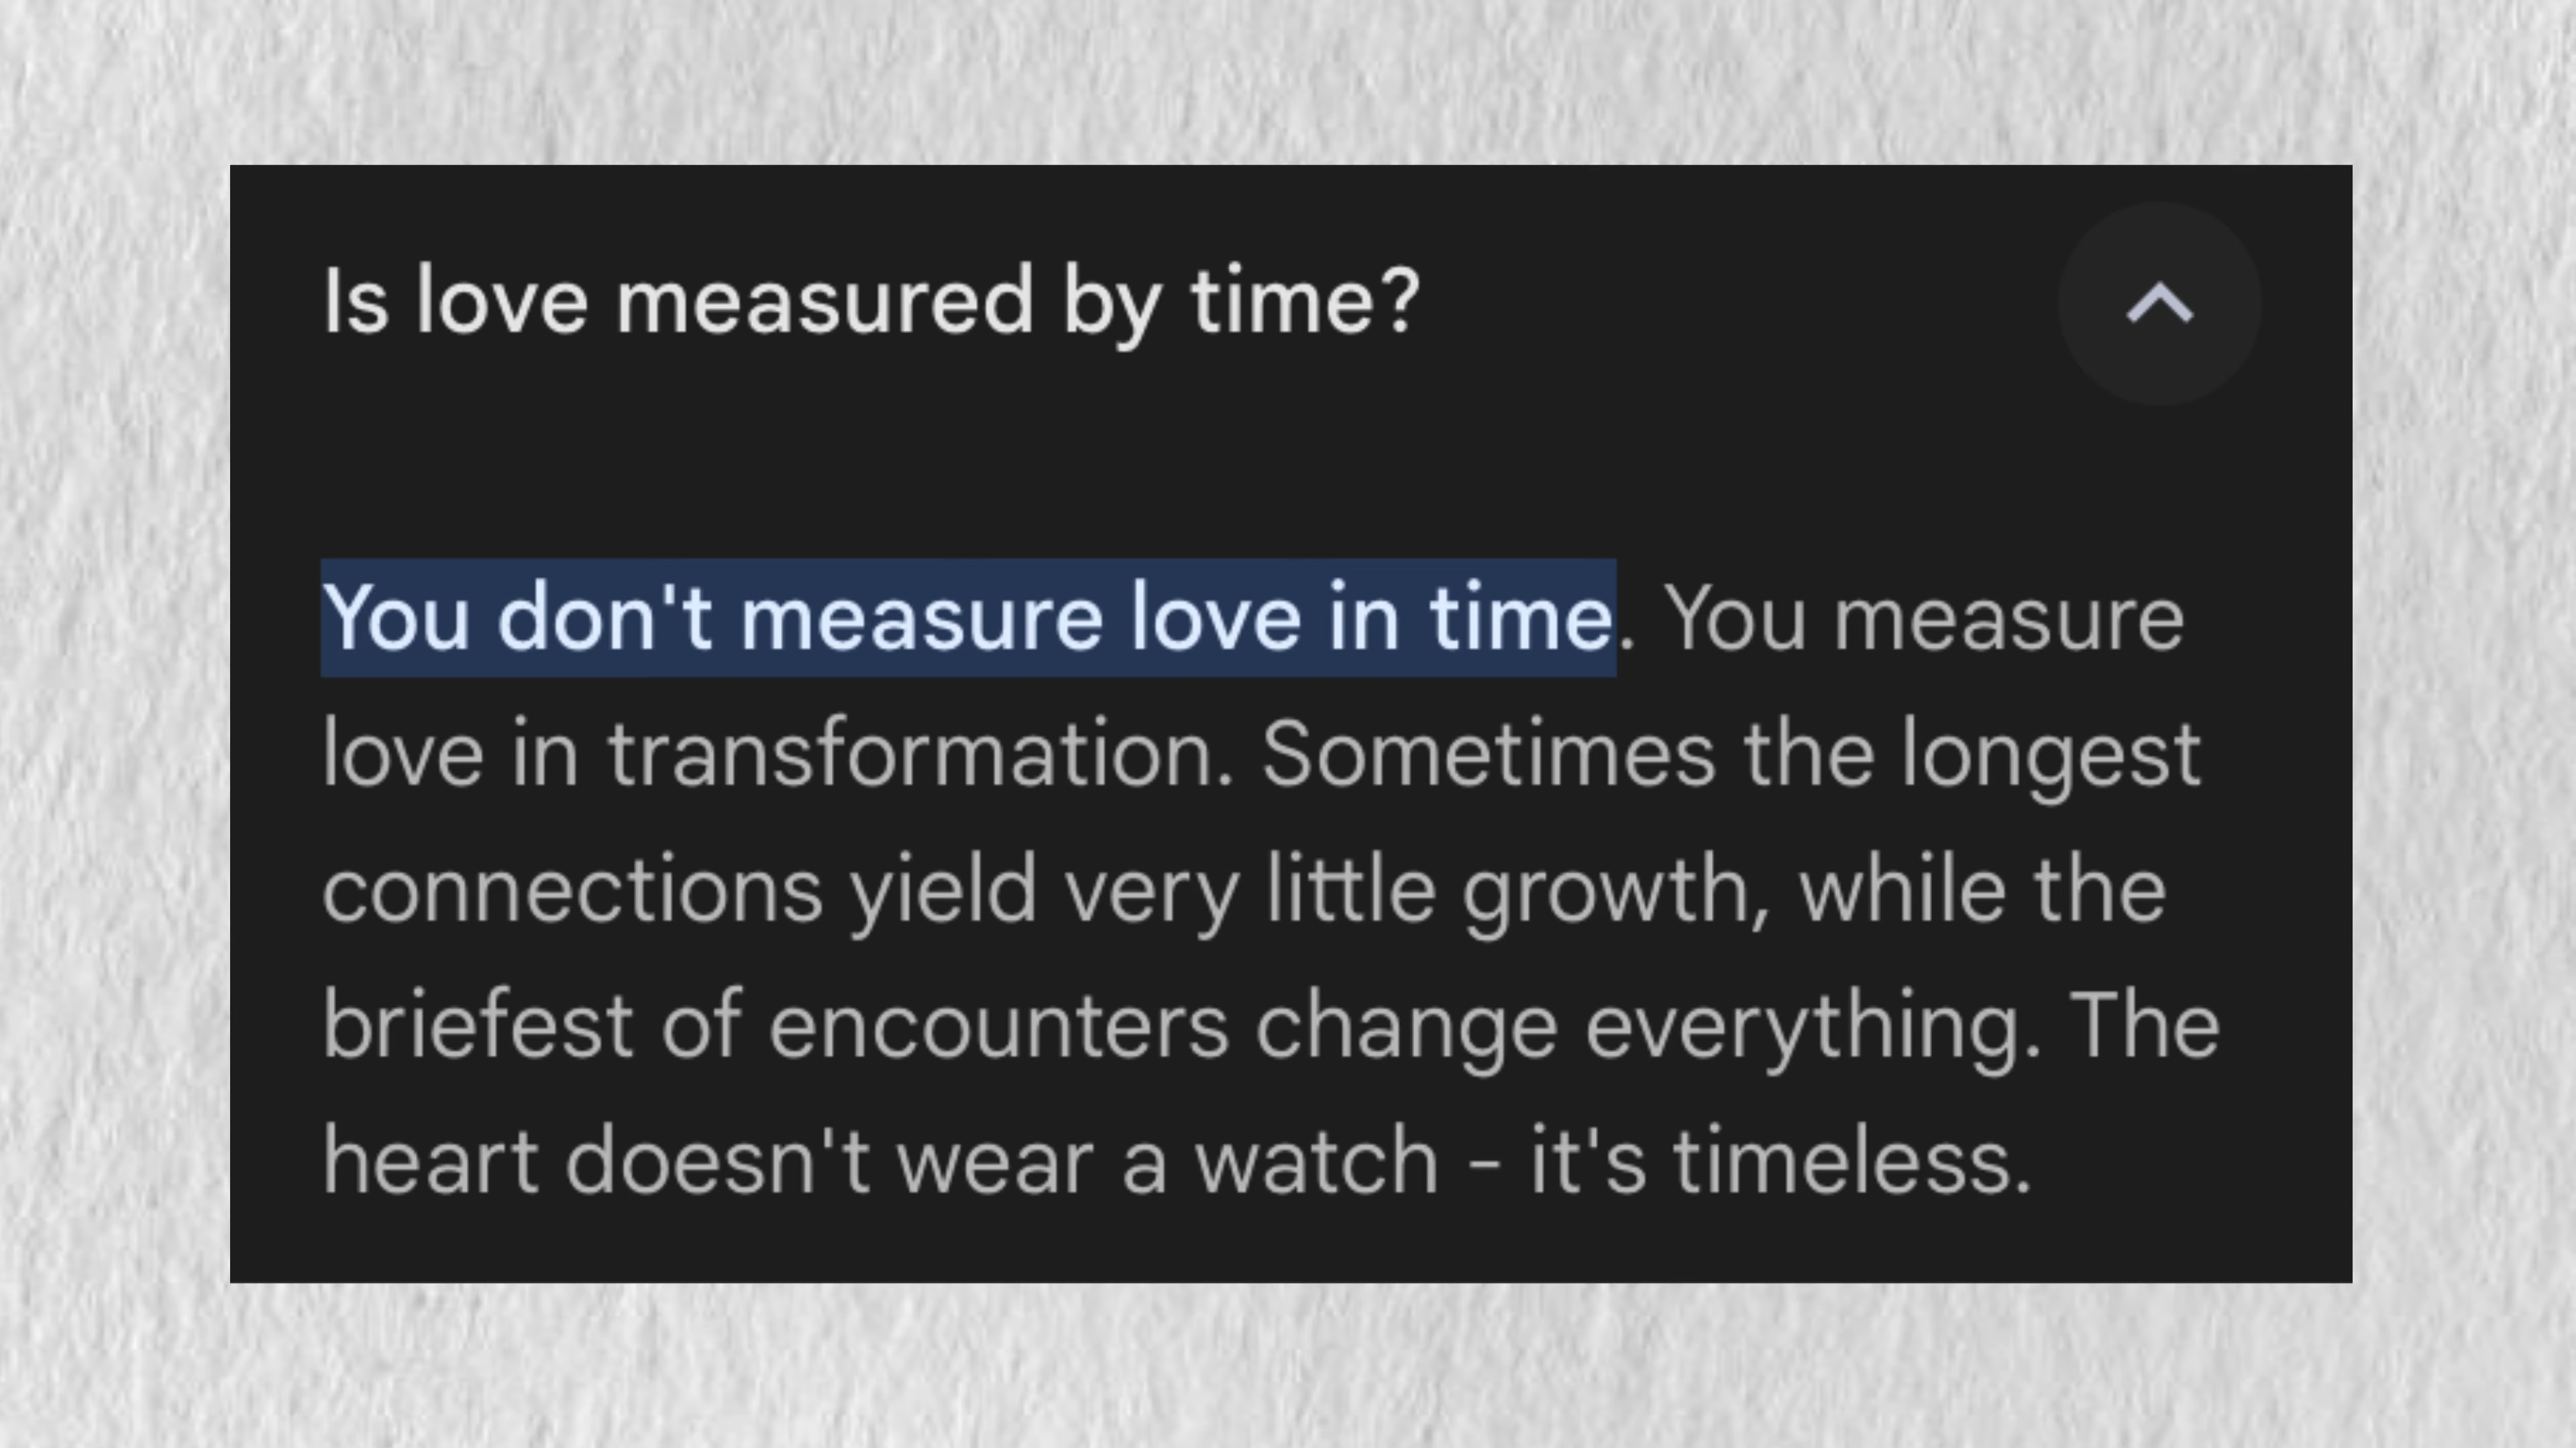 Is love measured by time?
You don't measure love in time. You measure
love in transformation. Sometimes the longest
connections yield very little growth, while the
briefest of encounters change everything. The
heart doesn't wear a watch - it's timeless.